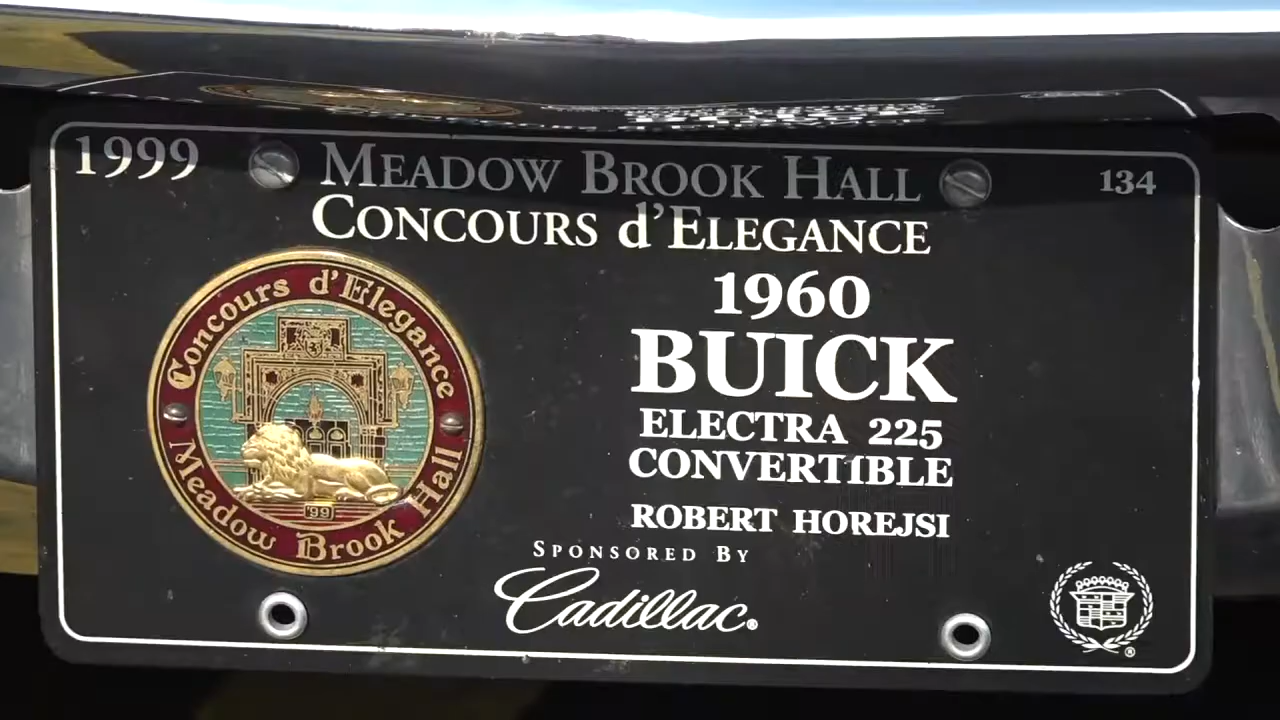 1999
MEADOW BROOK HALL
134
CONCOURS d'ELEGANCE
Concours d'Elegance
Meadow Brook Hall
'99
1960
BUICK
ELECTRA 225
CONVERTIBLE
ROBERT HOREJSI
SPONSORED BY
Cadillac®
®